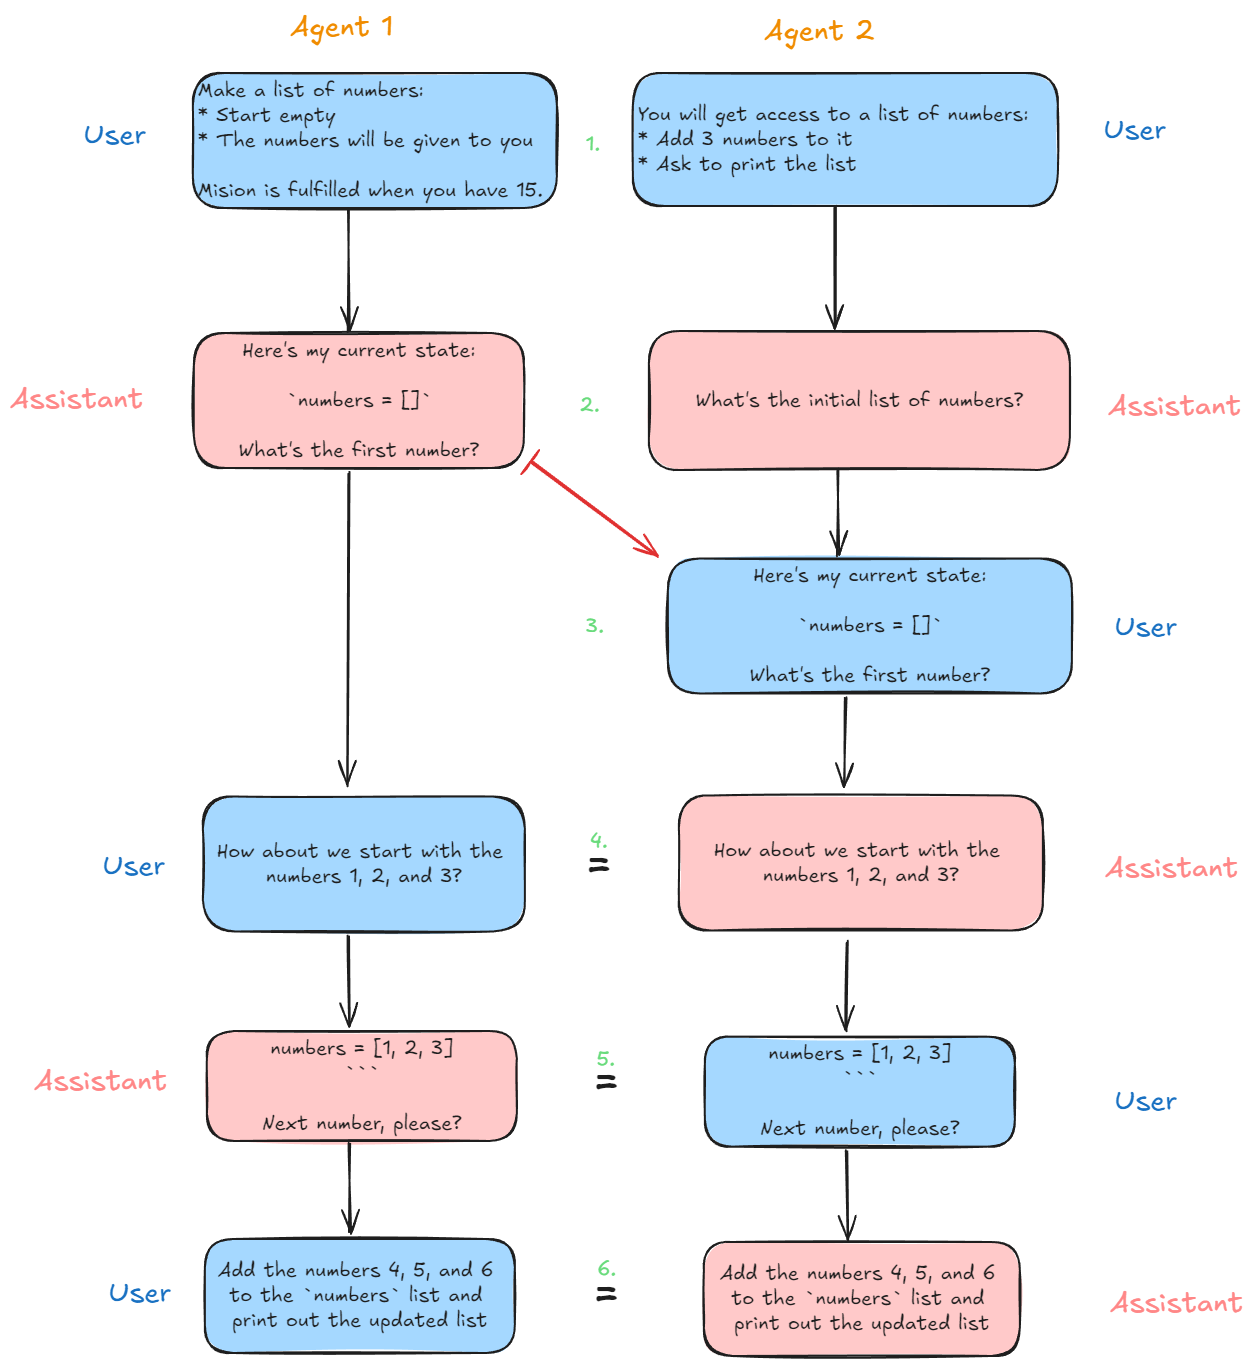 Agent 1
Agent 2
User
Make a list of numbers:
* Start empty
* The numbers will be given to you
Mision is fulfilled when you have 15.
1.
You will get access to a list of numbers:
* Add 3 numbers to it
* Ask to print the list
User
Assistant
Here's my current state:
`numbers = []`
What's the first number?
2.
What's the initial list of numbers?
Assistant
3.
Here's my current state:
`numbers = []`
What's the first number?
User
User
How about we start with the
numbers 1, 2, and 3?
4.
=
How about we start with the
numbers 1, 2, and 3?
Assistant
Assistant
numbers = [1, 2, 3]
```
Next number, please?
5.
=
numbers = [1, 2, 3]
```
Next number, please?
User
User
Add the numbers 4, 5, and 6
to the `numbers` list and
print out the updated list
6.
=
Add the numbers 4, 5, and 6
to the `numbers` list and
print out the updated list
Assistant